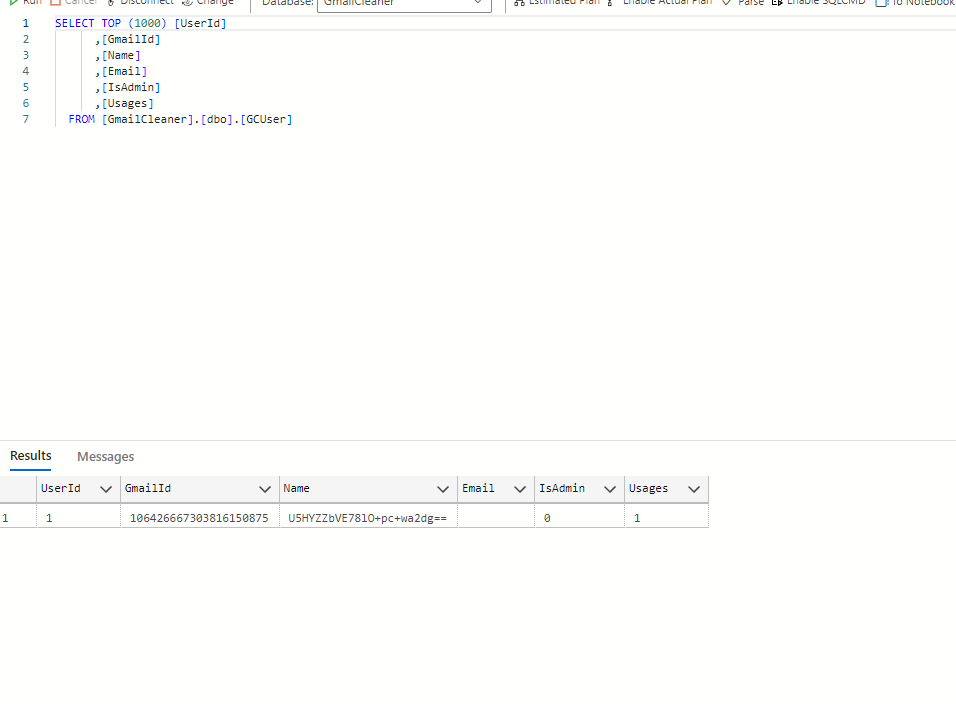 Run Cancel Disconnect Change Database: GmailCleaner Estimated Plan Enable Actual Plan Parse Enable SQLCMD To Notebook
1 SELECT TOP (1000) [UserId]
2 ,[GmailId]
3 ,[Name]
4 ,[Email]
5 ,[IsAdmin]
6 ,[Usages]
7 FROM [GmailCleaner].[dbo].[GCUser]
Results Messages
UserId GmailId Name Email IsAdmin Usages
1 1 106426667303816150875 U5HYZZbVE78lO+pc+wa2dg== 0 1